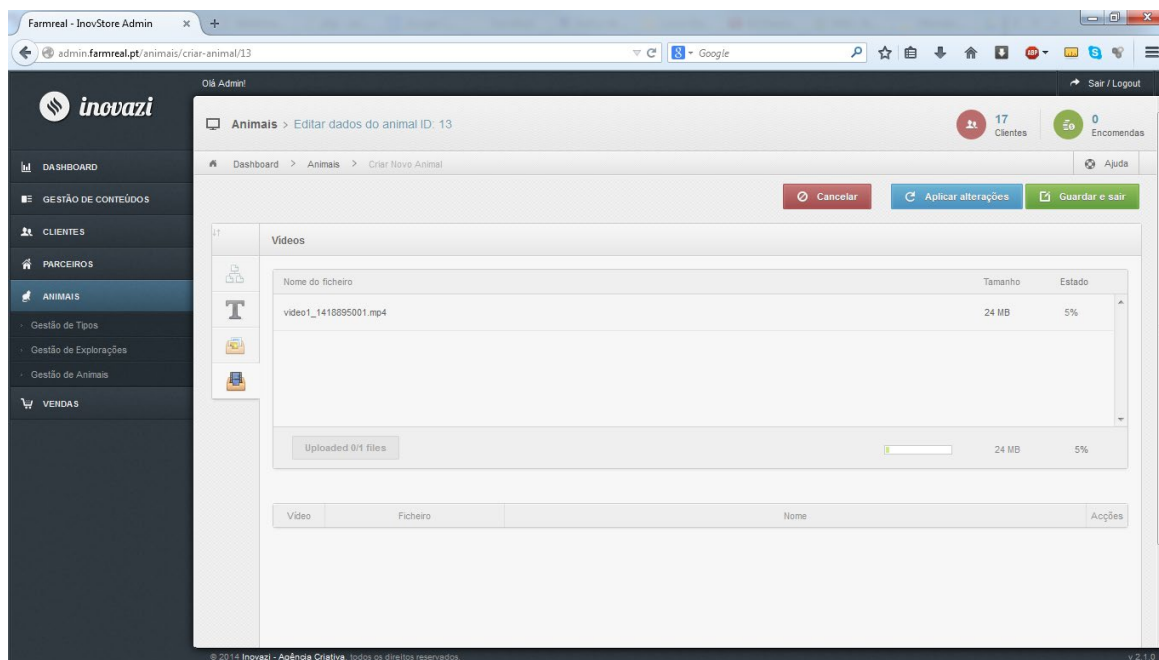 Farmreal - InovStore Admin
admin.farmreal.pt/animais/criar-animal/13
Google
Olá Admin!
Sair / Logout
inovazi
Animais > Editar dados do animal ID: 13
17
Clientes
0
Encomendas
DASHBOARD
GESTÃO DE CONTEÚDOS
CLIENTES
PARCEIROS
ANIMAIS
Gestão de Tipos
Gestão de Explorações
Gestão de Animais
VENDAS
Dashboard > Animais > Criar Novo Animal
Ajuda
Cancelar
Aplicar alterações
Guardar e sair
Videos
Nome do ficheiro Tamanho Estado
video1_1418895001.mp4 24 MB 5%
Uploaded 0/1 files 24 MB 5%
Vídeo Ficheiro Nome Acções
© 2014 Inovazi - Agência Criativa, todos os direitos reservados.
v 2.1.0